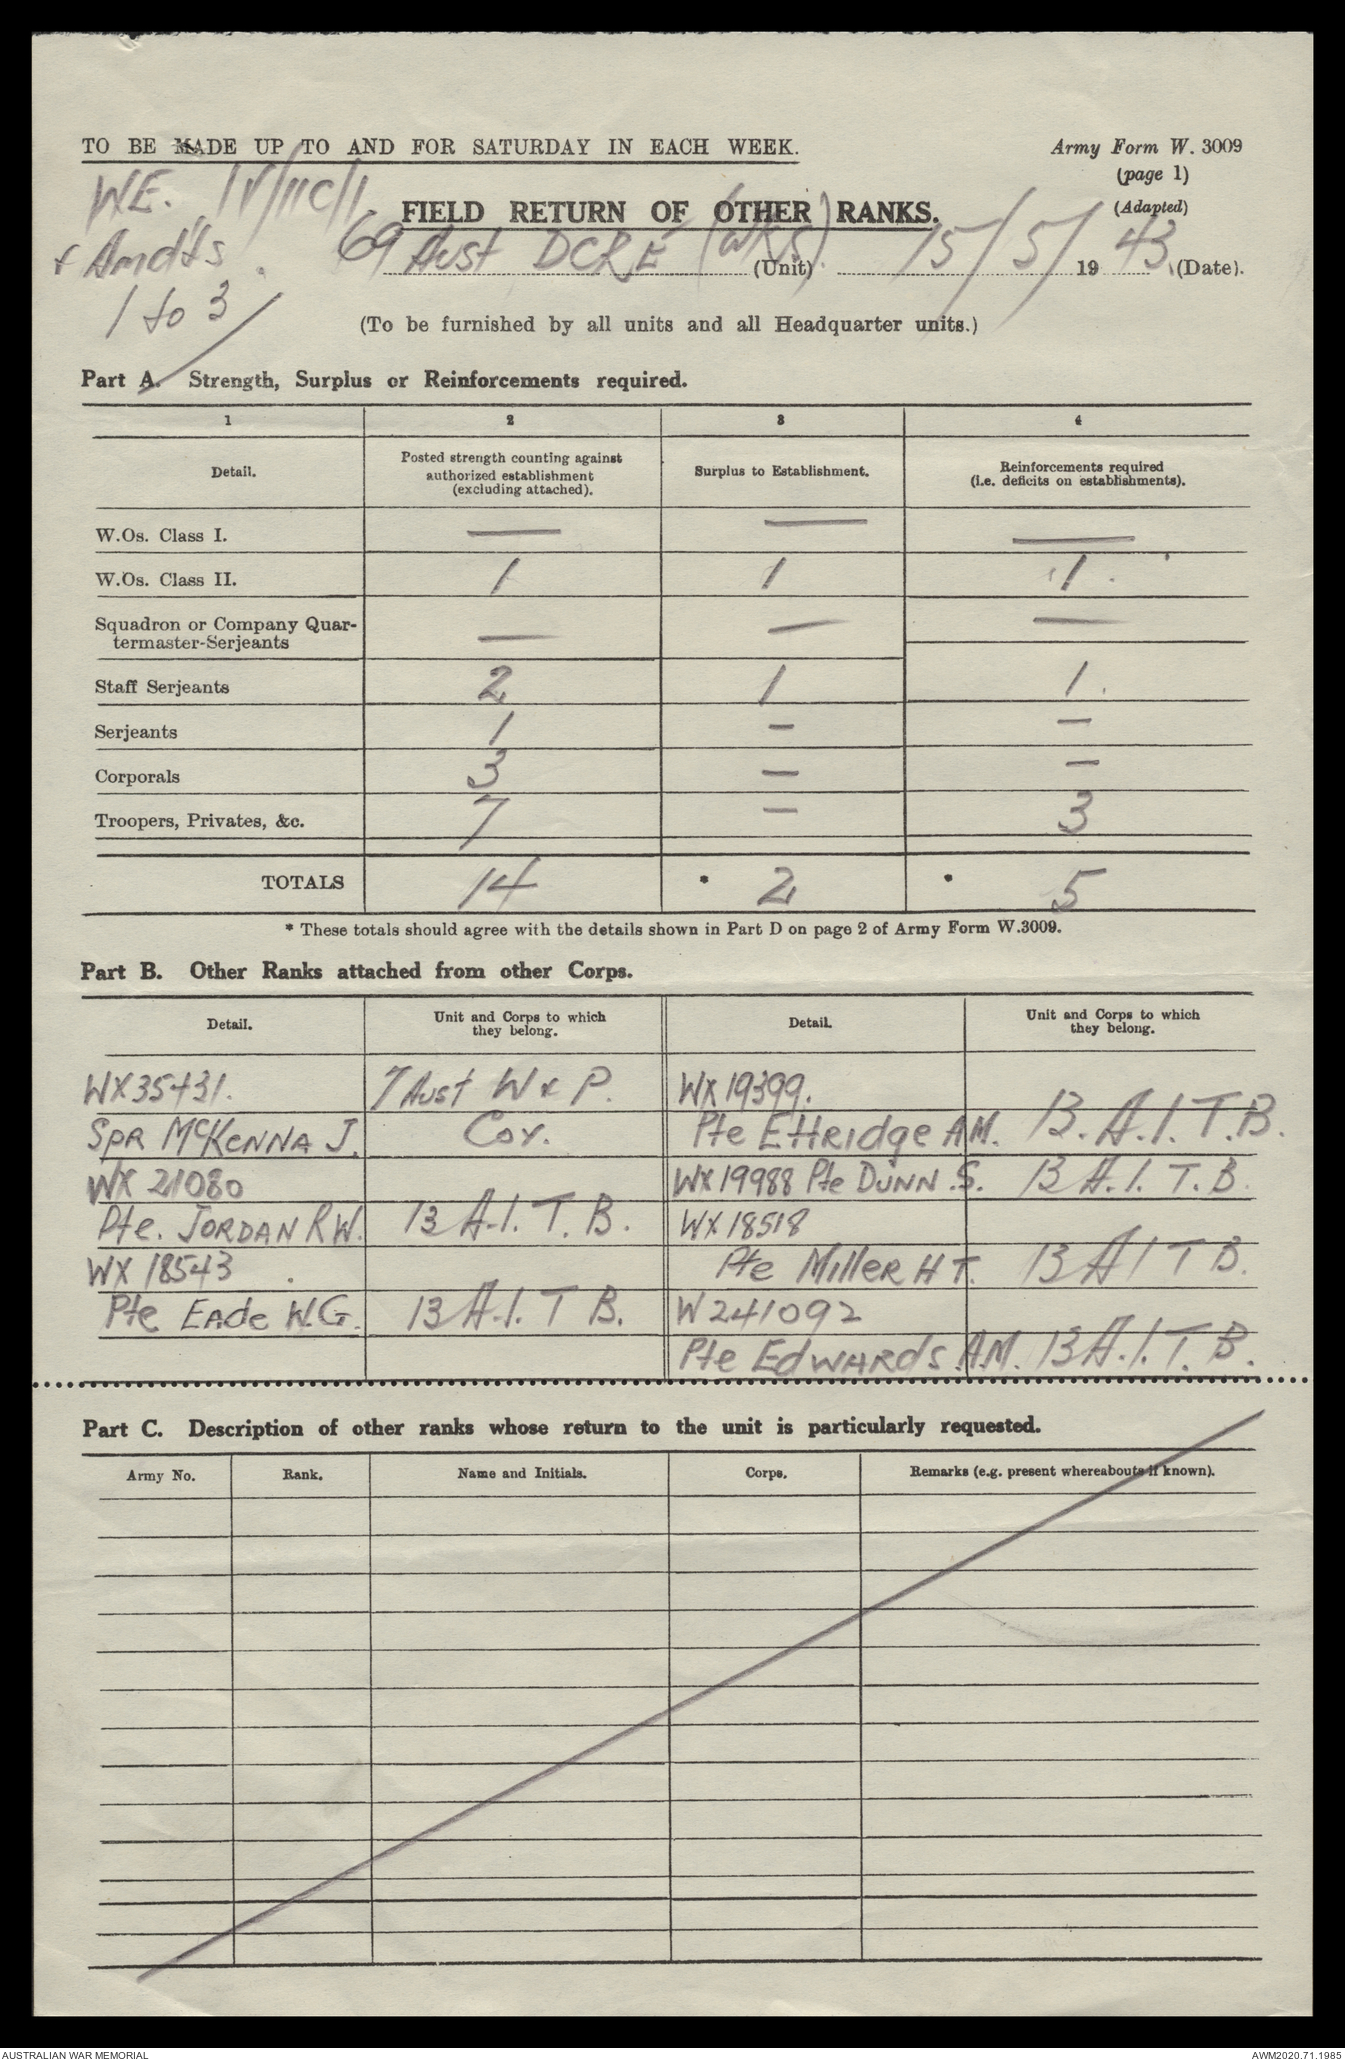 TO BE MADE UP TO AND FOR SATURDAY IN EACH WEEK.
Army Form W. 3009
(page 1)
(Adapted)
WE. IV/11C/1
& Amdts.
1 to 3
FIELD RETURN OF OTHER RANKS.
69 Aust DCRE (WKS) (Unit) 15/5/1943 (Date).
(To be furnished by all units and all Headquarter units.)
Part A. Strength, Surplus or Reinforcements required.
1 2 3 4
Detail. Posted strength counting against authorized establishment (excluding attached). Surplus to Establishment. Reinforcements required (i.e. deficits on establishments).
W.Os. Class I. — — —
W.Os. Class II. 1 1 1
Squadron or Company Quar-
termaster-Serjeants — — —
Staff Serjeants 2 1 1
Serjeants 1 — —
Corporals 3 — —
Troopers, Privates, &c. 7 — 3
TOTALS 14 * 2 * 5
* These totals should agree with the details shown in Part D on page 2 of Army Form W.3009.
Part B. Other Ranks attached from other Corps.
Detail. Unit and Corps to which they belong. Detail. Unit and Corps to which they belong.
WX35431. 7 Aust W & P. WX19399.
Spr McKENNA J. Coy. Pte Ettridge A.M. 13. A.I.T.B.
WX 21080 WX19988 Pte DUNN .S. 13 A.I.T.B.
Pte. JORDAN R W. 13 A.I.T.B. WX 18518
WX 18543 Pte Miller H T. 13 A I T B.
Pte Eade W.G. 13 A.I.T B. W241092
Pte Edwards. A.M. 13 A.I.T.B.
Part C. Description of other ranks whose return to the unit is particularly requested.
Army No. Rank. Name and Initials. Corps. Remarks (e.g. present whereabouts if known).
AUSTRALIAN WAR MEMORIAL
AWM2020.71.1985